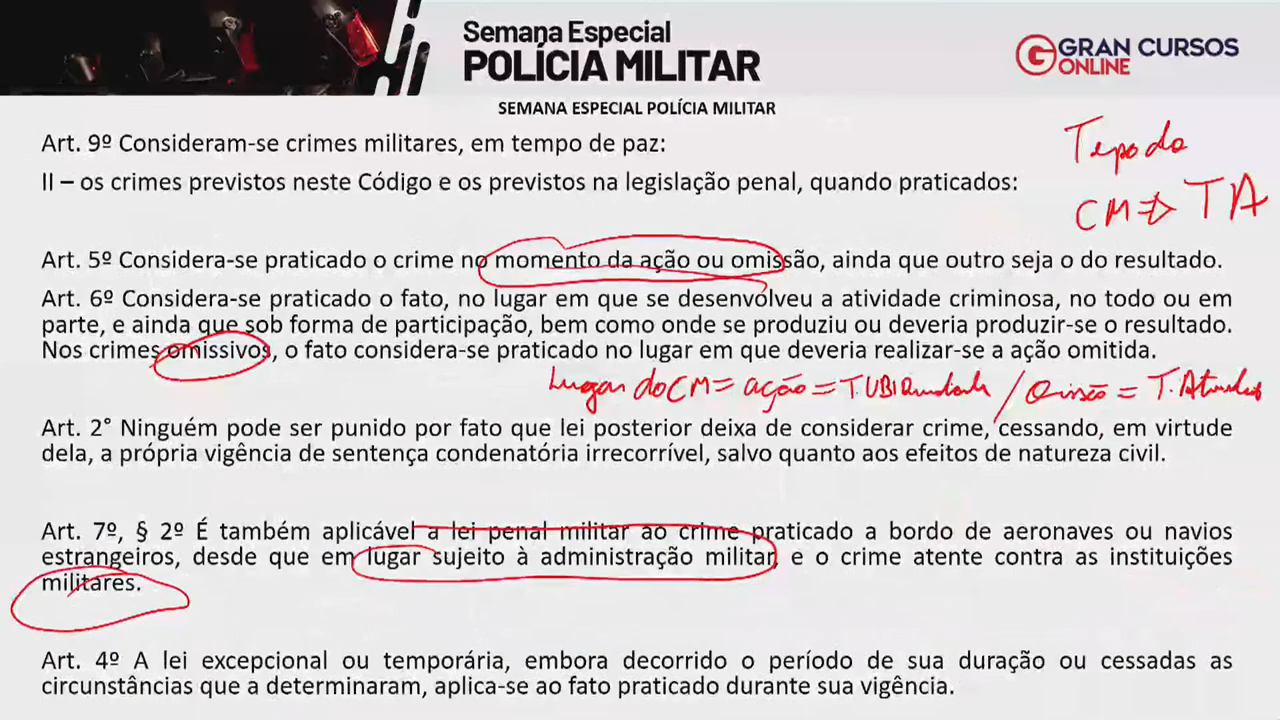 Semana Especial
POLÍCIA MILITAR
GRAN CURSOS
ONLINE
SEMANA ESPECIAL POLÍCIA MILITAR
Art. 9º Consideram-se crimes militares, em tempo de paz:
Tepo do
II – os crimes previstos neste Código e os previstos na legislação penal, quando praticados:
CM => TA
Art. 5º Considera-se praticado o crime no momento da ação ou omissão, ainda que outro seja o do resultado.
Art. 6º Considera-se praticado o fato, no lugar em que se desenvolveu a atividade criminosa, no todo ou em
parte, e ainda que sob forma de participação, bem como onde se produziu ou deveria produzir-se o resultado.
Nos crimes omissivos, o fato considera-se praticado no lugar em que deveria realizar-se a ação omitida.
Lugar do CM = ação = T. UBI / = T.
Art. 2° Ninguém pode ser punido por fato que lei posterior deixa de considerar crime, cessando, em virtude
dela, a própria vigência de sentença condenatória irrecorrível, salvo quanto aos efeitos de natureza civil.
Art. 7º, § 2º É também aplicável a lei penal militar ao crime praticado a bordo de aeronaves ou navios
estrangeiros, desde que em lugar sujeito à administração militar, e o crime atente contra as instituições
militares.
Art. 4º A lei excepcional ou temporária, embora decorrido o período de sua duração ou cessadas as
circunstâncias que a determinaram, aplica-se ao fato praticado durante sua vigência.